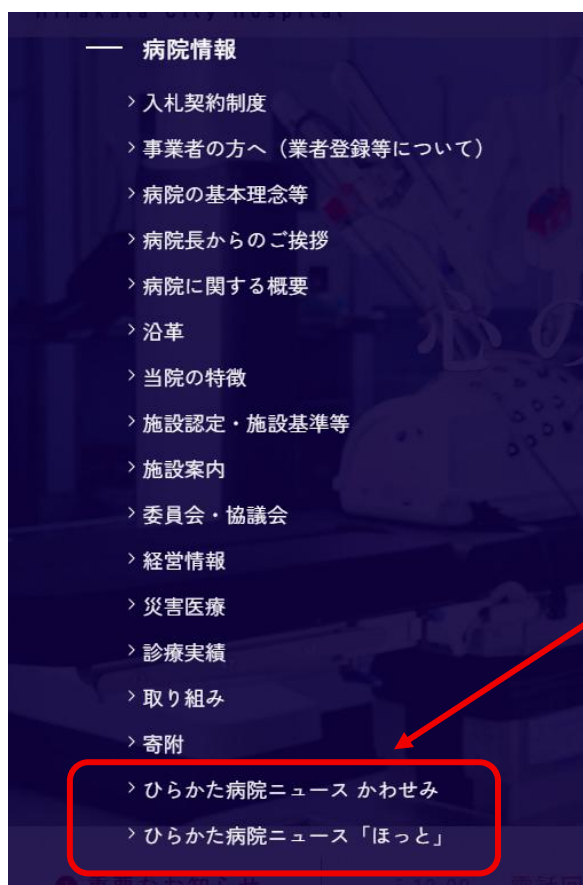 Hirakata City Hospital
病院情報
入札契約制度
事業者の方へ（業者登録等について）
病院の基本理念等
病院長からのご挨拶
病院に関する概要
沿革
当院の特徴
施設認定・施設基準等
施設案内
委員会・協議会
経営情報
災害医療
診療実績
取り組み
寄附
ひらかた病院ニュース かわせみ
ひらかた病院ニュース「ほっと」